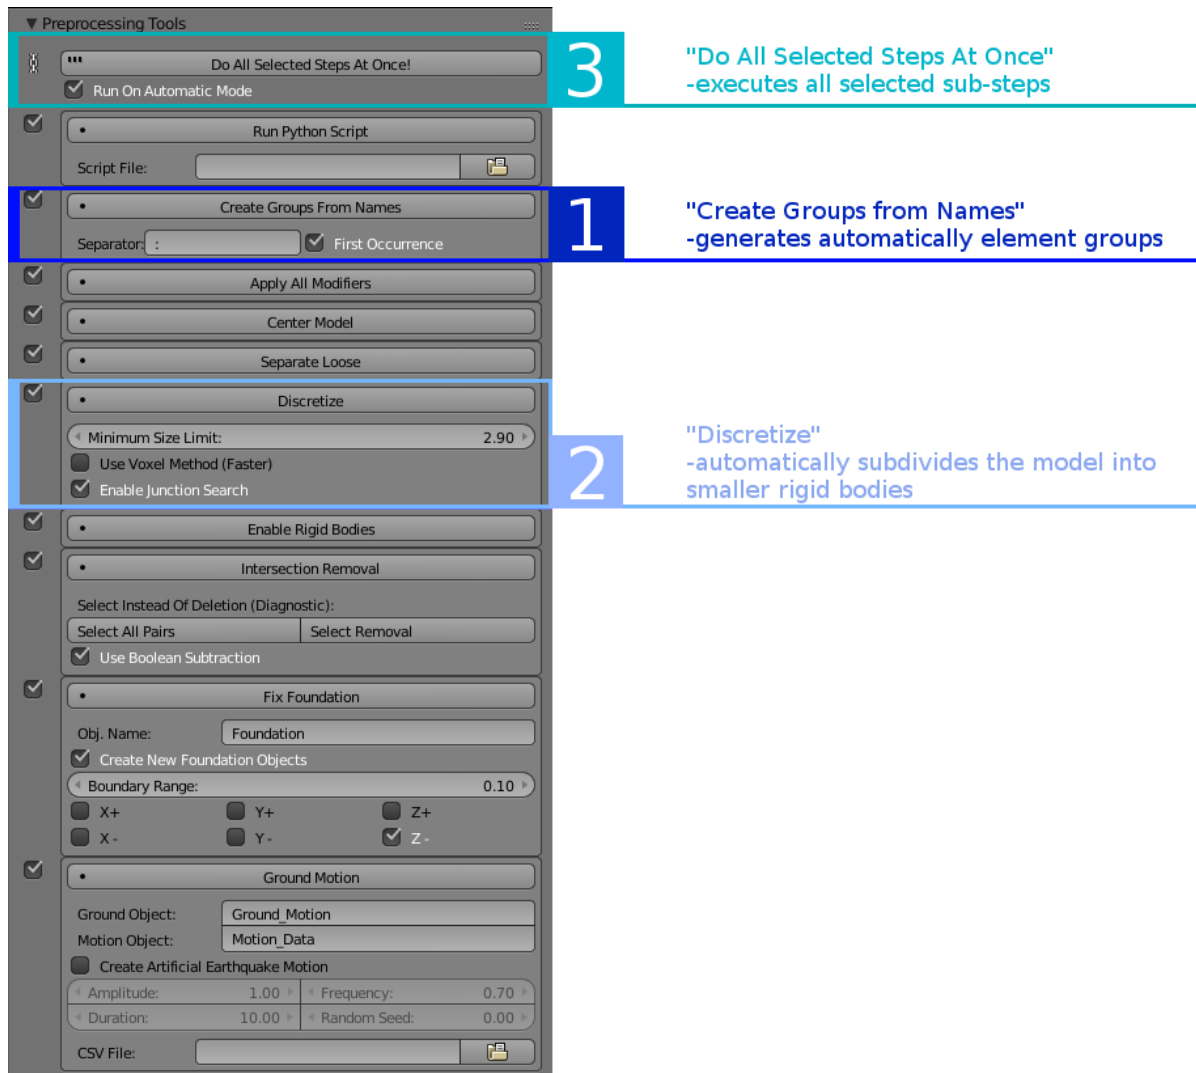 Preprocessing Tools
Do All Selected Steps At Once!
Run On Automatic Mode
3
"Do All Selected Steps At Once"
-executes all selected sub-steps
Run Python Script
Script File:
Create Groups From Names
Separator: :
First Occurrence
1
"Create Groups from Names"
-generates automatically element groups
Apply All Modifiers
Center Model
Separate Loose
Discretize
Minimum Size Limit: 2.90
Use Voxel Method (Faster)
Enable Junction Search
2
"Discretize"
-automatically subdivides the model into
smaller rigid bodies
Enable Rigid Bodies
Intersection Removal
Select Instead Of Deletion (Diagnostic):
Select All Pairs Select Removal
Use Boolean Subtraction
Fix Foundation
Obj. Name: Foundation
Create New Foundation Objects
Boundary Range: 0.10
X+ Y+ Z+
X - Y - Z -
Ground Motion
Ground Object: Ground_Motion
Motion Object: Motion_Data
Create Artificial Earthquake Motion
Amplitude: 1.00 Frequency: 0.70
Duration: 10.00 Random Seed: 0.00
CSV File: